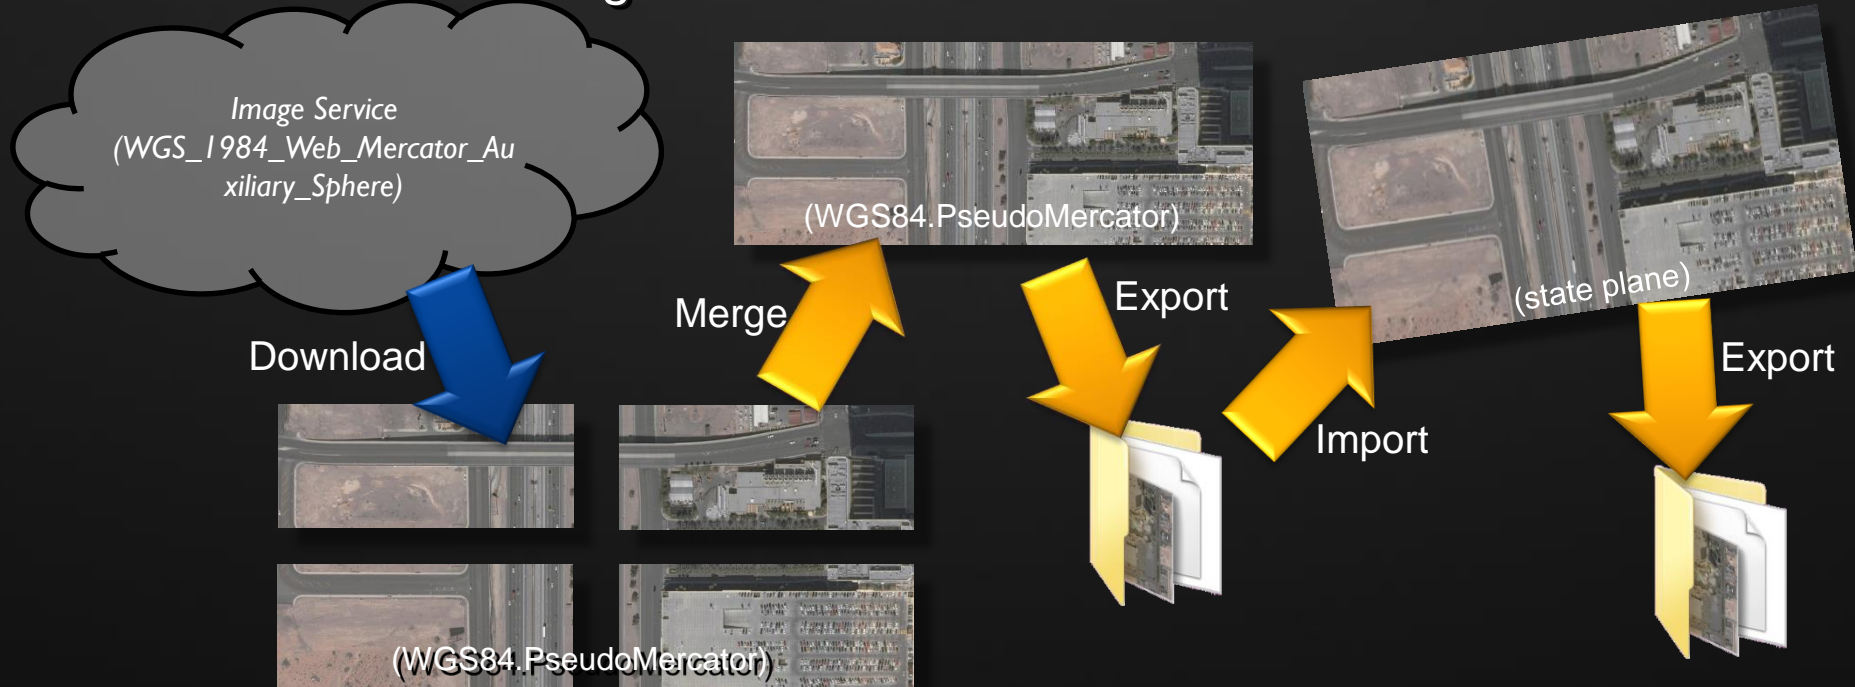 g
Image Service
(WGS_1984_Web_Mercator_Au
xiliary_Sphere)
(WGS84.PseudoMercator)
(state plane)
Merge
Export
Download
Export
Import
(WGS84.PseudoMercator)